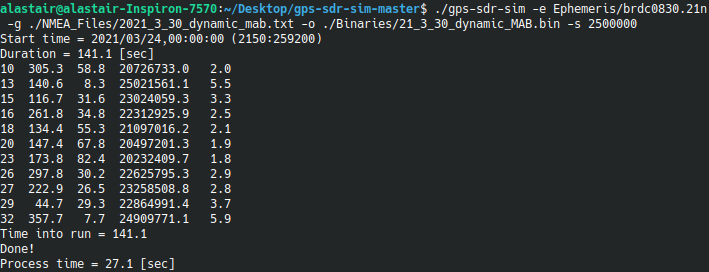 alastair@alastair-Inspiron-7570:~/Desktop/gps-sdr-sim-master$ ./gps-sdr-sim -e Ephemeris/brdc0830.21n
-g ./NMEA_Files/2021_3_30_dynamic_mab.txt -o ./Binaries/21_3_30_dynamic_MAB.bin -s 2500000
Start time = 2021/03/24,00:00:00 (2150:259200)
Duration = 141.1 [sec]
10 305.3 58.8 20726733.0 2.0
13 140.6 8.3 25021561.1 5.5
15 116.7 31.6 23024059.3 3.3
16 261.8 34.8 22312925.9 2.5
18 134.4 55.3 21097016.2 2.1
20 147.4 67.8 20497201.3 1.9
23 173.8 82.4 20232409.7 1.8
26 297.8 30.2 22625795.3 2.9
27 222.9 26.5 23258508.8 2.8
29 44.7 29.3 22864991.4 3.7
32 357.7 7.7 24909771.1 5.9
Time into run = 141.1
Done!
Process time = 27.1 [sec]